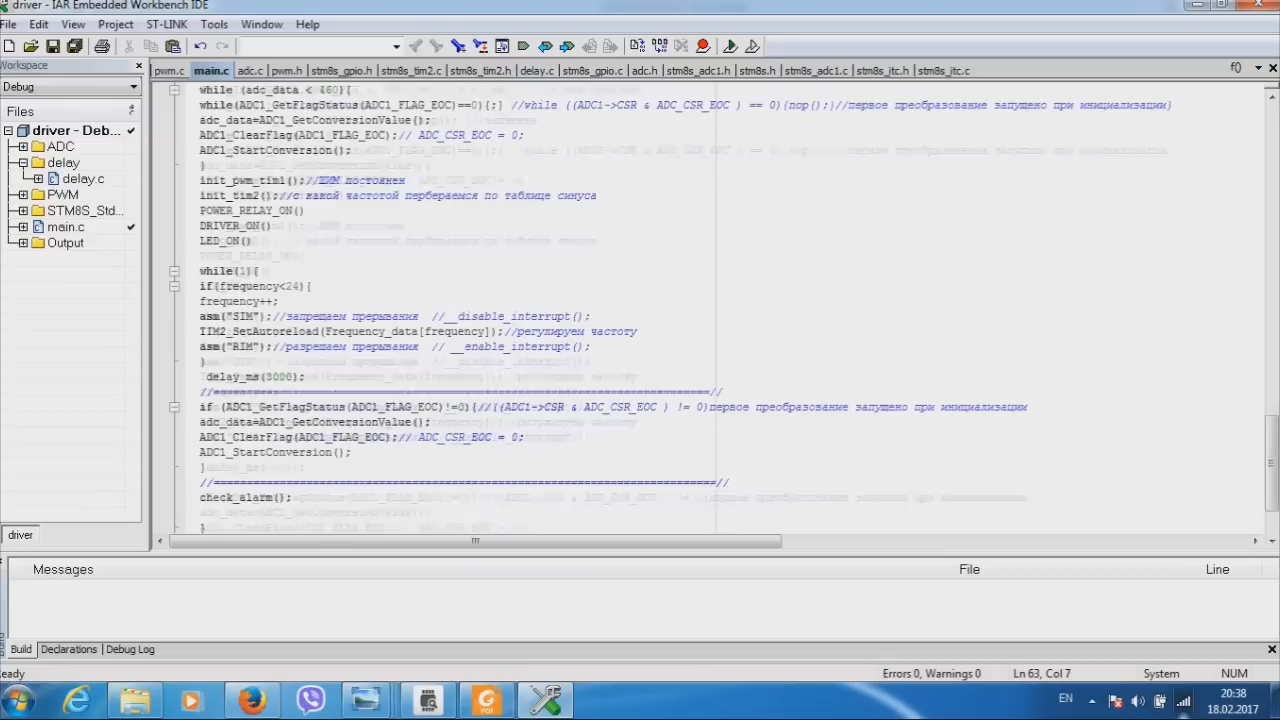 driver - IAR Embedded Workbench IDE
File Edit View Project ST-LINK Tools Window Help
Workspace
pwm.c main.c adc.c pwm.h stm8s_gpio.h stm8s_tim2.c stm8s_tim2.h delay.c stm8s_gpio.c adc.h stm8s_adc1.h stm8s.h stm8s_adc1.c stm8s_itc.h stm8s_itc.c f()
Debug
Files
driver - Deb...
ADC
delay
delay.c
PWM
STM8S_Std...
main.c
Output
driver
while (adc_data < 460){
while(ADC1_GetFlagStatus(ADC1_FLAG_EOC)==0){;} //while ((ADC1->CSR & ADC_CSR_EOC ) == 0){nop();}//первое преобразование запущено при инициализации}
adc_data=ADC1_GetConversionValue();
ADC1_ClearFlag(ADC1_FLAG_EOC);// ADC_CSR_EOC = 0;
ADC1_StartConversion();
}
init_pwm_tim1();//ШИМ постоянен
init_tim2();//с какой частотой перебераемся по таблице синуса
POWER_RELAY_ON()
DRIVER_ON()
LED_ON()
while(1){
if(frequency<24){
frequency++;
asm("SIM");//запрещаем прерывания //__disable_interrupt();
TIM2_SetAutoreload(Frequency_data[frequency]);//регулируем частоту
asm("RIM");//разрешаем прерывания // __enable_interrupt();
}
delay_ms(3000);
//==============================================================================//
if (ADC1_GetFlagStatus(ADC1_FLAG_EOC)!=0){//((ADC1->CSR & ADC_CSR_EOC ) != 0)первое преобразование запущено при инициализации
adc_data=ADC1_GetConversionValue();
ADC1_ClearFlag(ADC1_FLAG_EOC);// ADC_CSR_EOC = 0;
ADC1_StartConversion();
}
//===============================================================================//
check_alarm();
}
Messages File Line
Build Declarations Debug Log
Ready Errors 0, Warnings 0 Ln 63, Col 7 System NUM
EN 20:38
18.02.2017